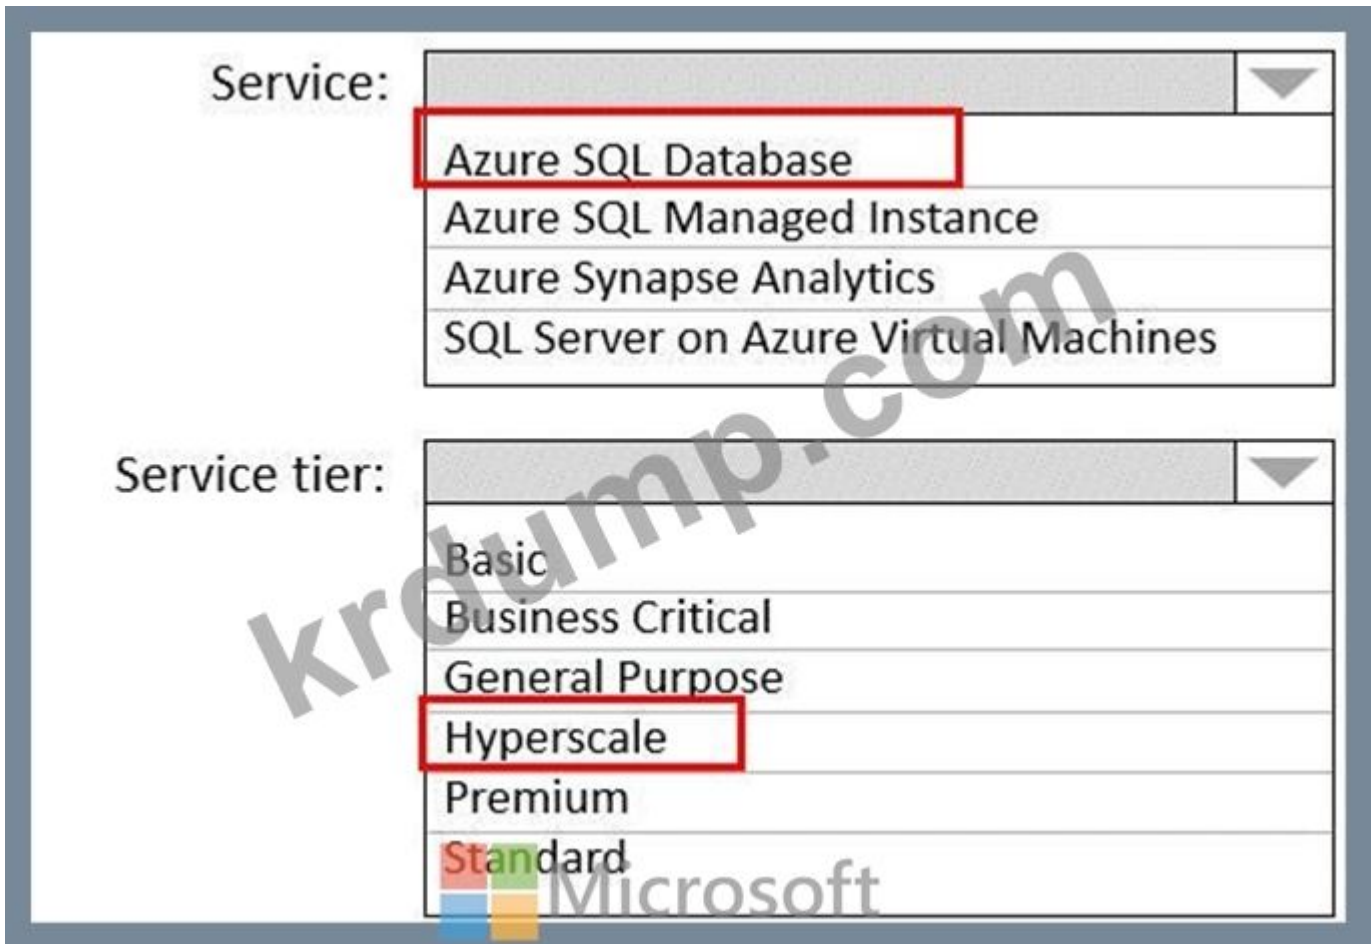 Service:
Azure SQL Database
Azure SQL Managed Instance
Azure Synapse Analytics
SQL Server on Azure Virtual Machines
Service tier:
Basic
Business Critical
General Purpose
Hyperscale
Premium
Standard
krdump.com
Microsoft